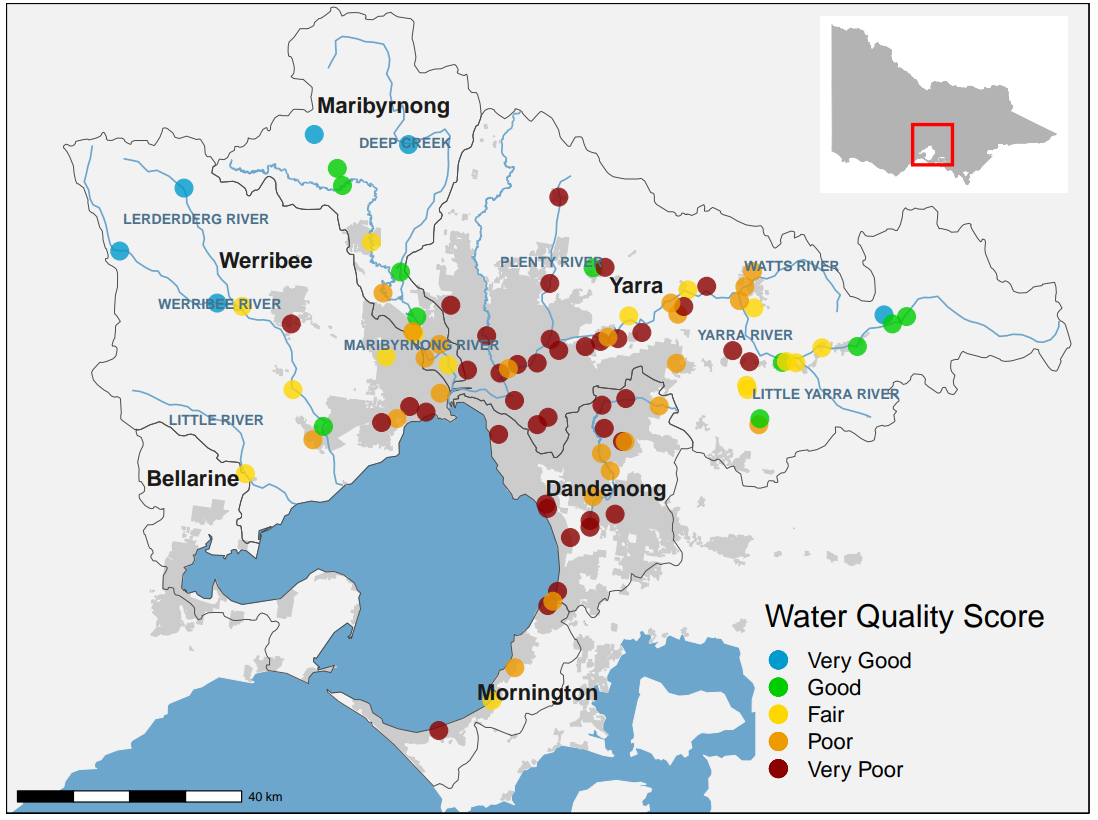 Maribyrnong
DEEP CREEK
LERDERDERG RIVER
Werribee
PLENTY RIVER
WATTS RIVER
Yarra
WERRIBEE RIVER
YARRA RIVER
MARIBYRNONG RIVER
LITTLE YARRA RIVER
LITTLE RIVER
Bellarine
Dandenong
Water Quality Score
Very Good
Good
Mornington
Fair
Poor
Very Poor
40 km